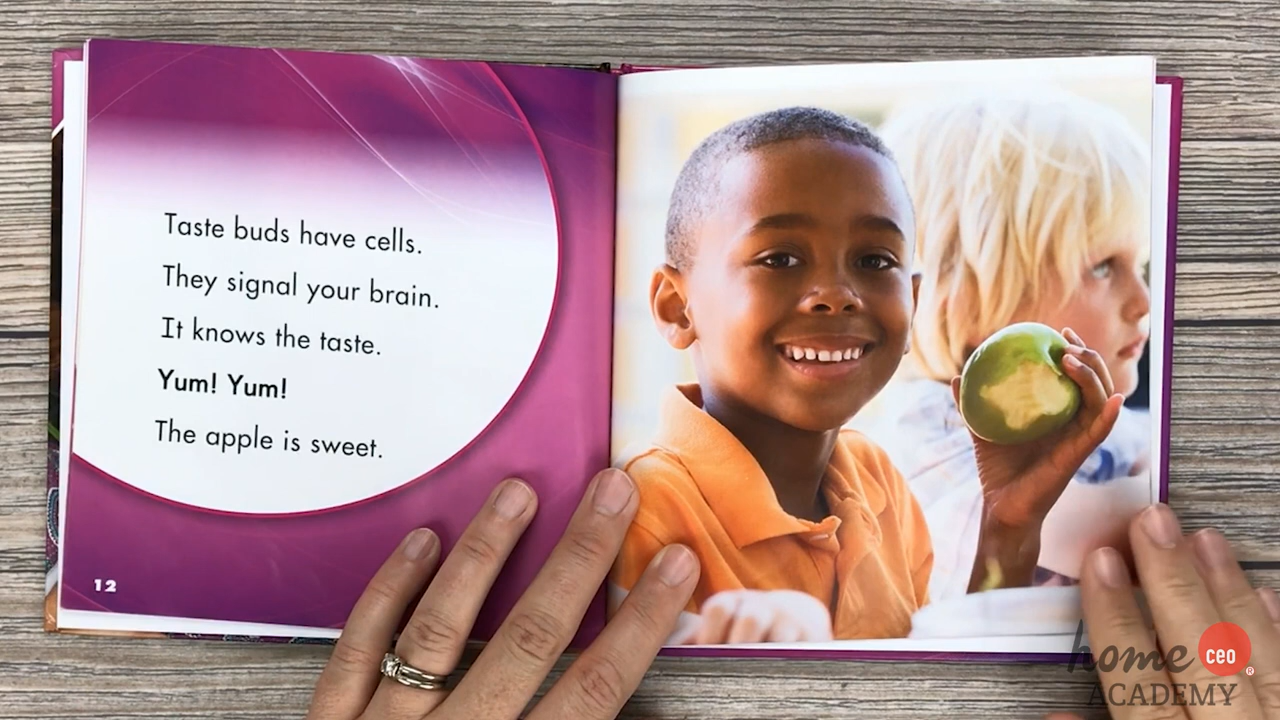 Taste buds have cells.
They signal your brain.
It knows the taste.
Yum! Yum!
The apple is sweet.
12
home CEO ®
ACADEMY